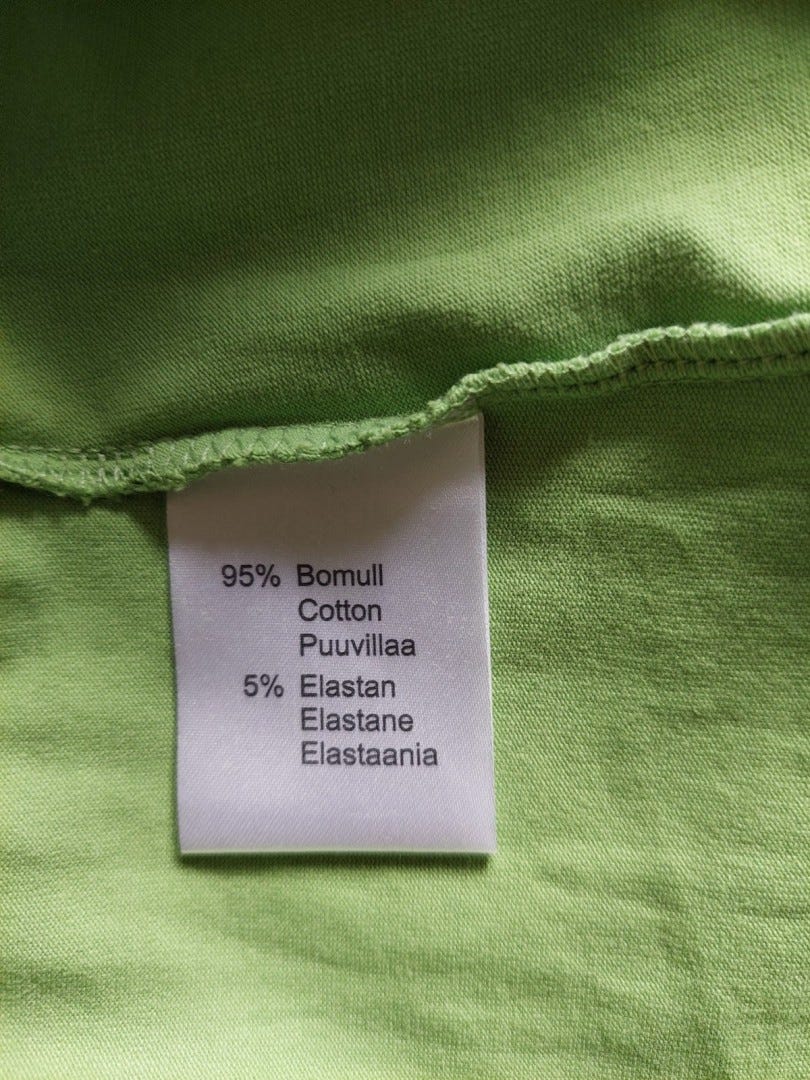 95% Bomull
Cotton
Puuvillaa
5% Elastan
Elastane
Elastaania